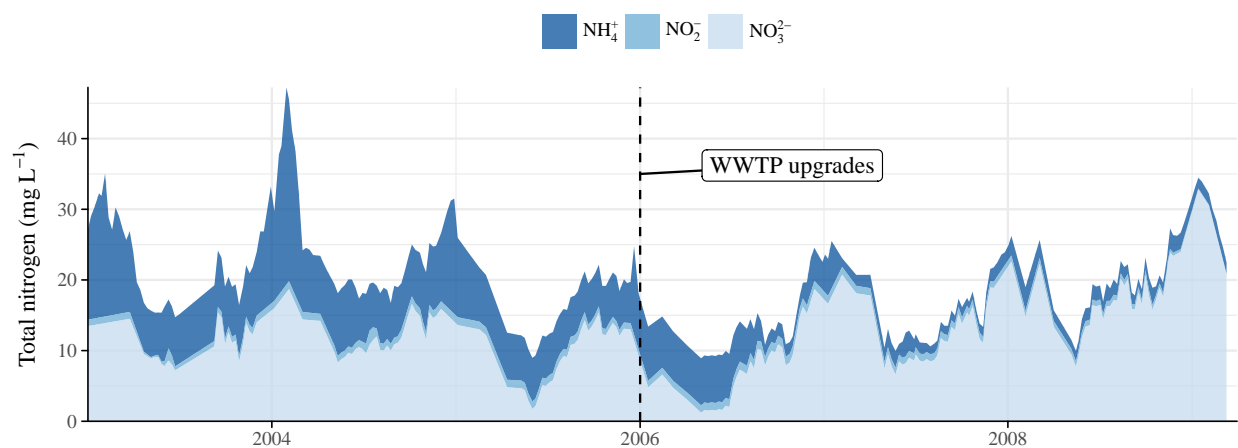 NH₄⁺ NO₂⁻ NO₃²⁻
Total nitrogen (mg L⁻¹)
40
30
20
10
0
WWTP upgrades
2004 2006 2008